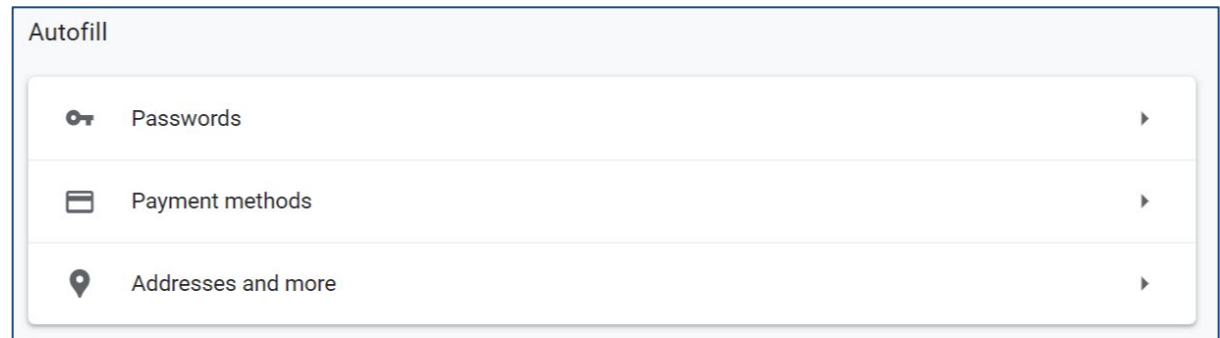 Autofill
Passwords
Payment methods
Addresses and more